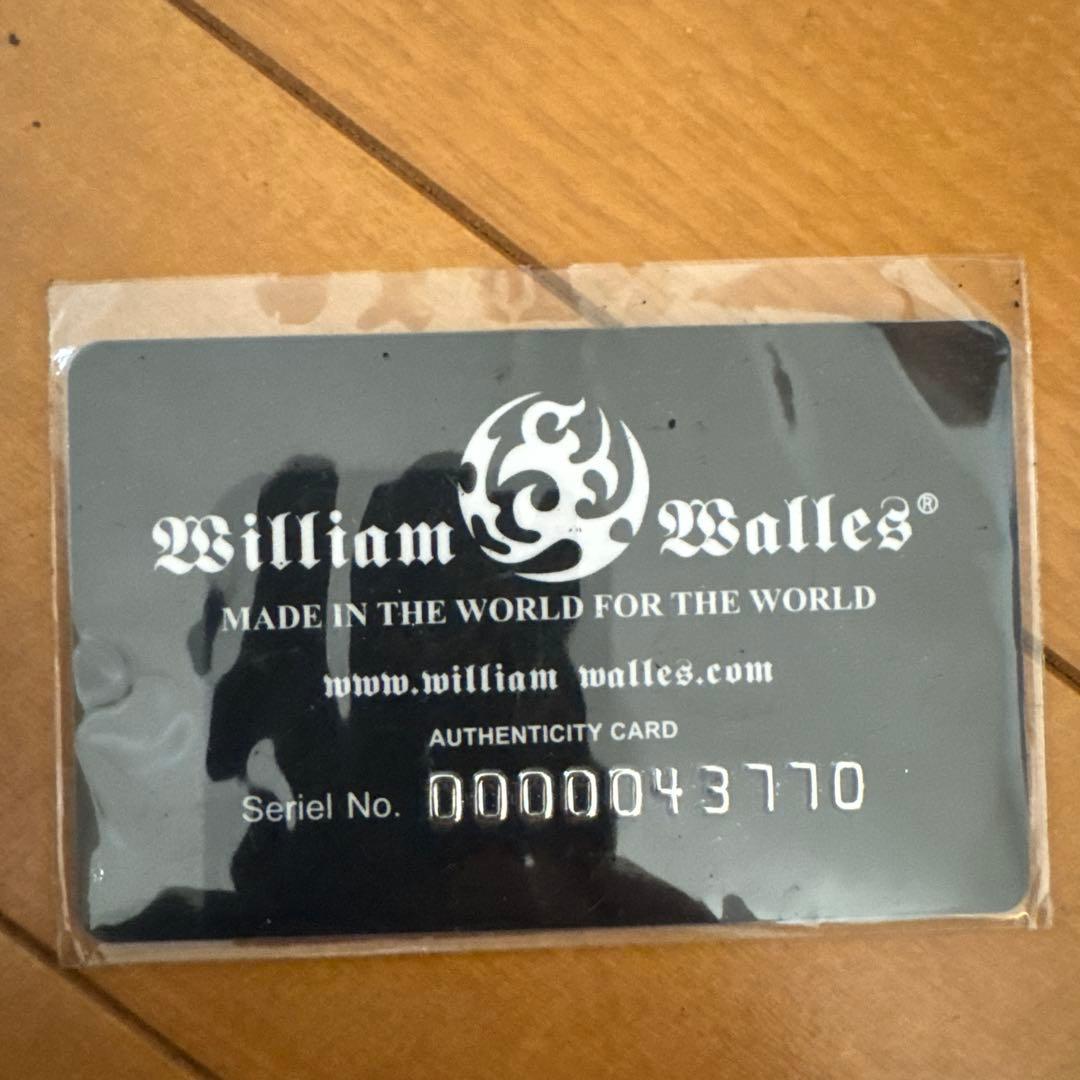 William Walles®
MADE IN THE WORLD FOR THE WORLD
www.william walles.com
AUTHENTICITY CARD
Seriel No. 0000043770